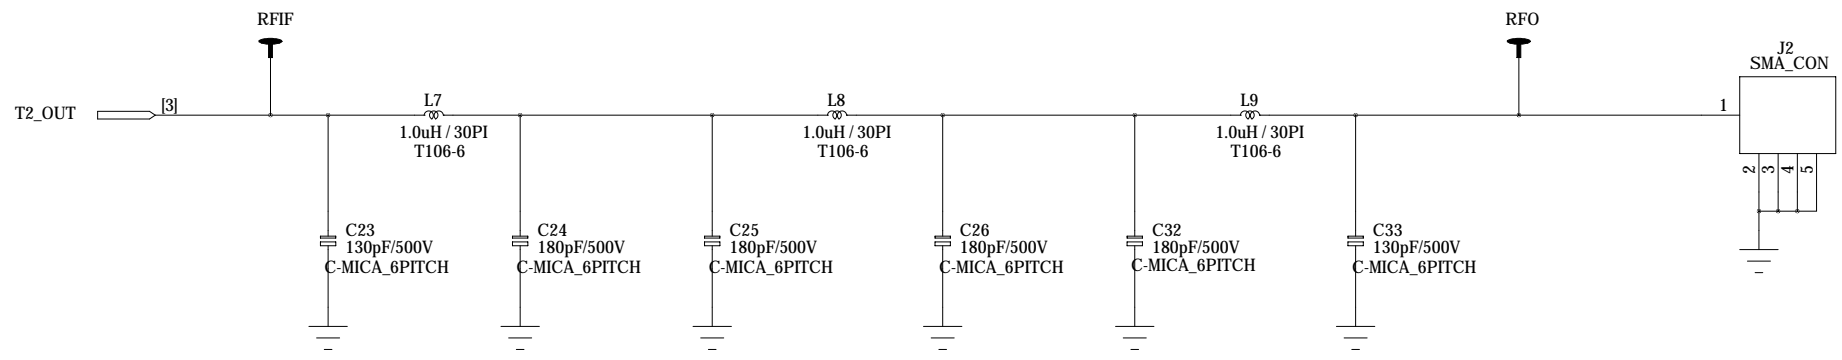 RFIF
RFO
J2
SMA_CON
T2_OUT
[3]
L7
1.0uH / 30PI
T106-6
L8
1.0uH / 30PI
T106-6
L9
1.0uH / 30PI
T106-6
1
2
3
4
5
C23
130pF/500V
C-MICA_6PITCH
C24
180pF/500V
C-MICA_6PITCH
C25
180pF/500V
C-MICA_6PITCH
C26
180pF/500V
C-MICA_6PITCH
C32
180pF/500V
C-MICA_6PITCH
C33
130pF/500V
C-MICA_6PITCH